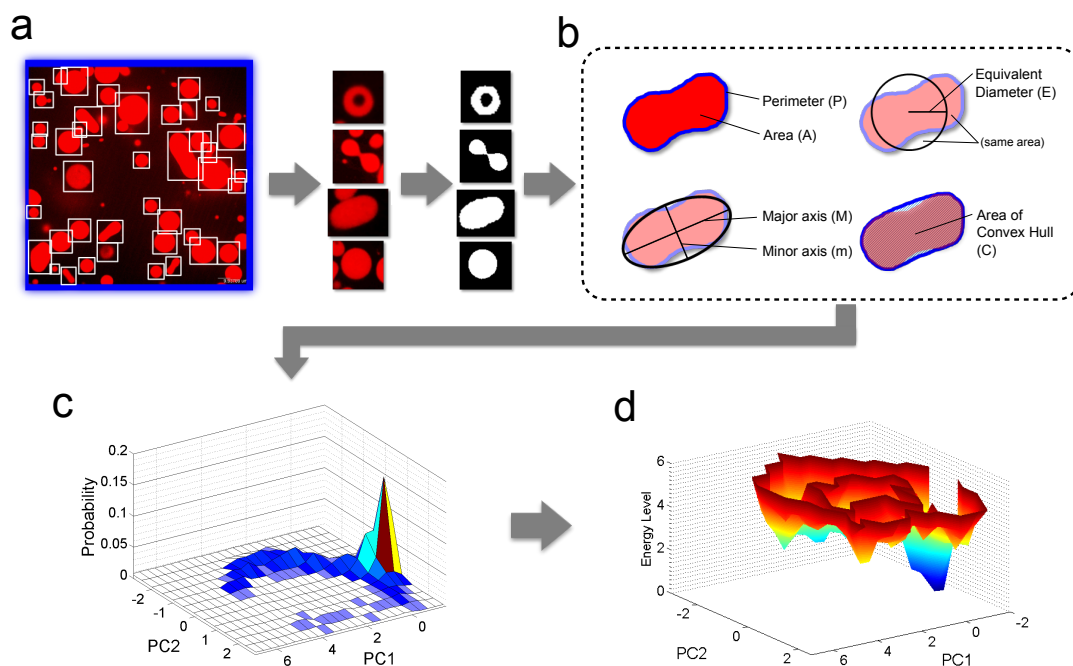 a
b
Perimeter (P)
Area (A)
Equivalent
Diameter (E)
(same area)
Major axis (M)
Minor axis (m)
Area of
Convex Hull
(C)
c
0.2
0.15
0.1
0.05
0
Probability
-2
-1
0
1
2
PC2
6
4
2
0
PC1
d
6
4
2
0
Energy Level
-2
0
2
PC2
6
4
2
0
-2
PC1